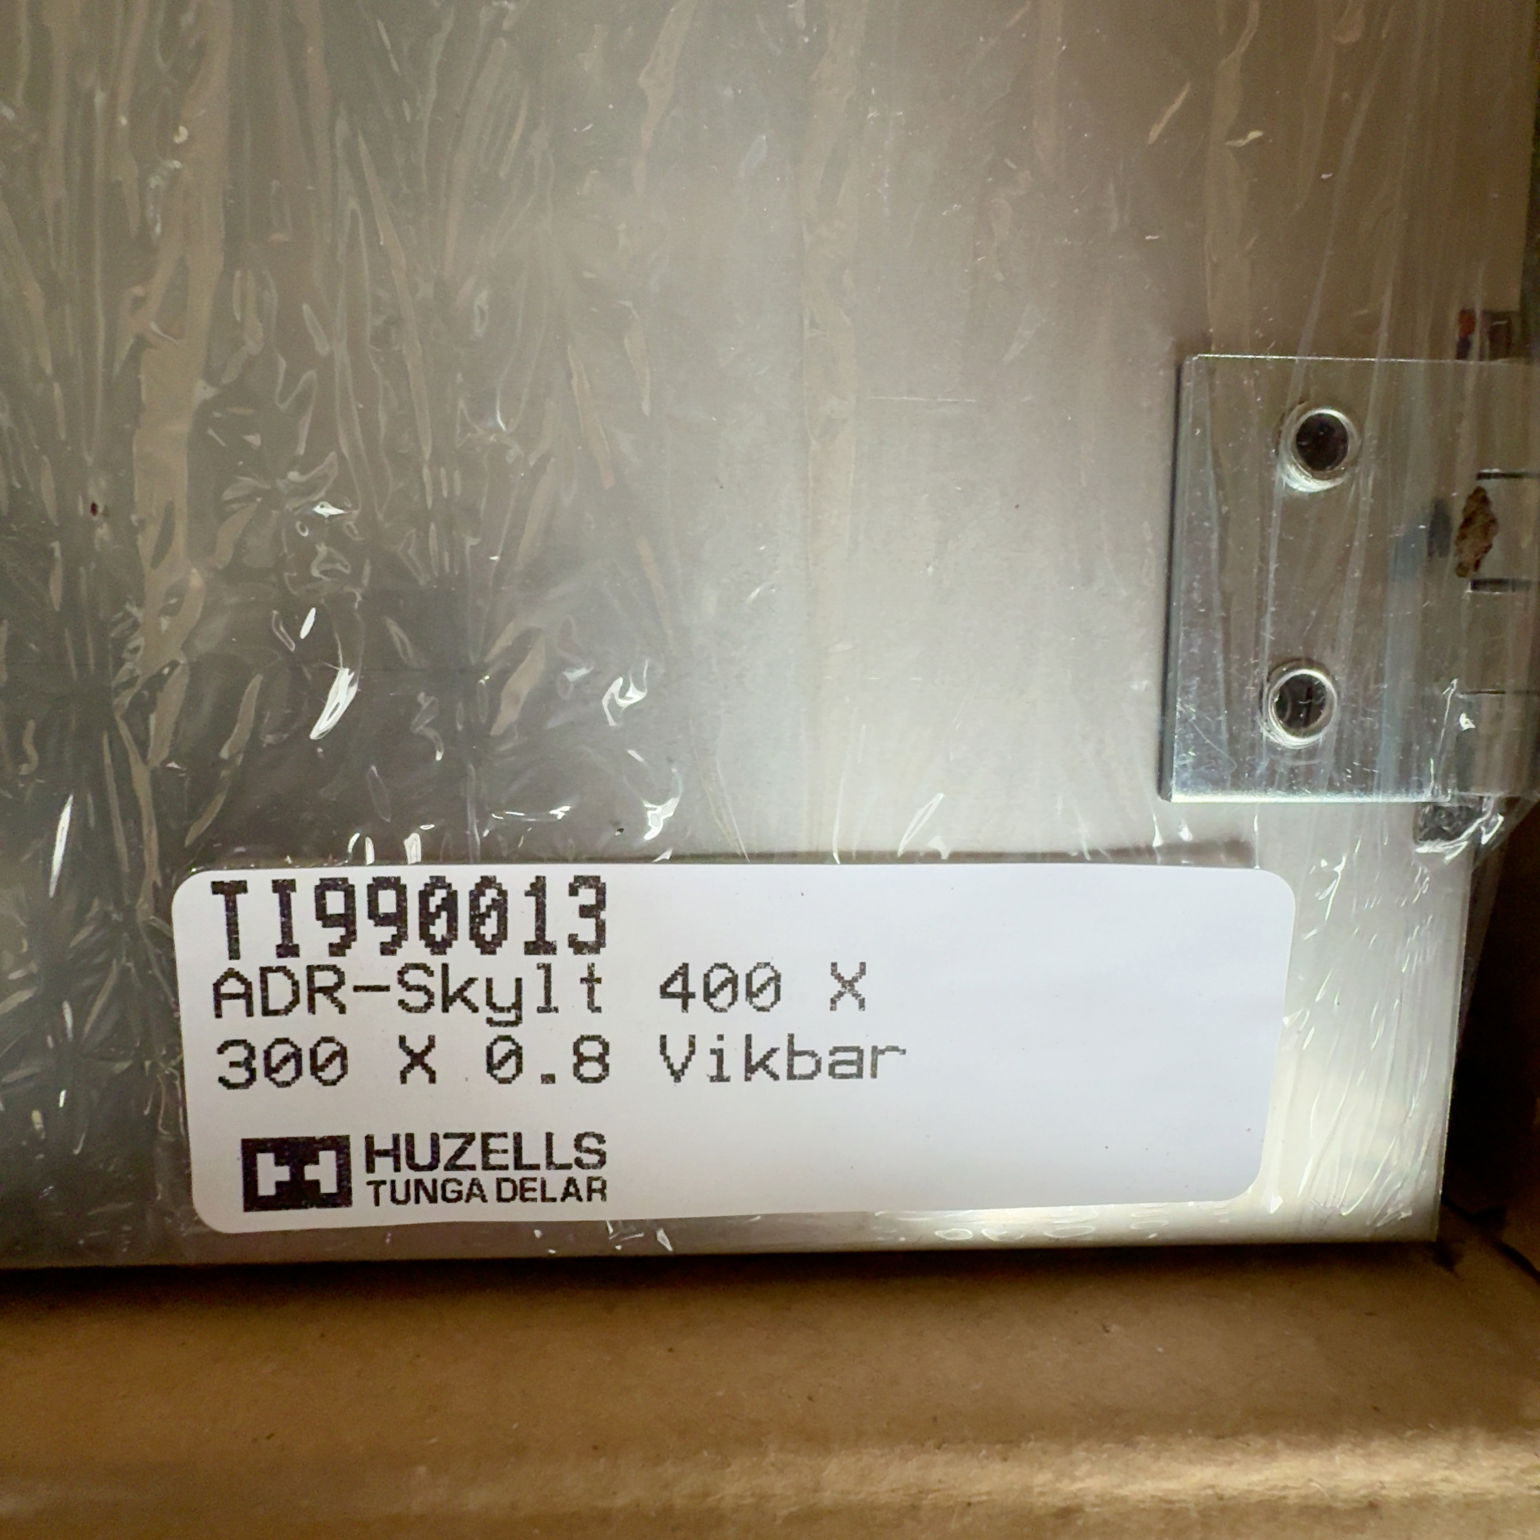 TI990013
ADR-Skylt 400 X
300 X 0.8 Vikbar
HUZELLS
TUNGA DELAR